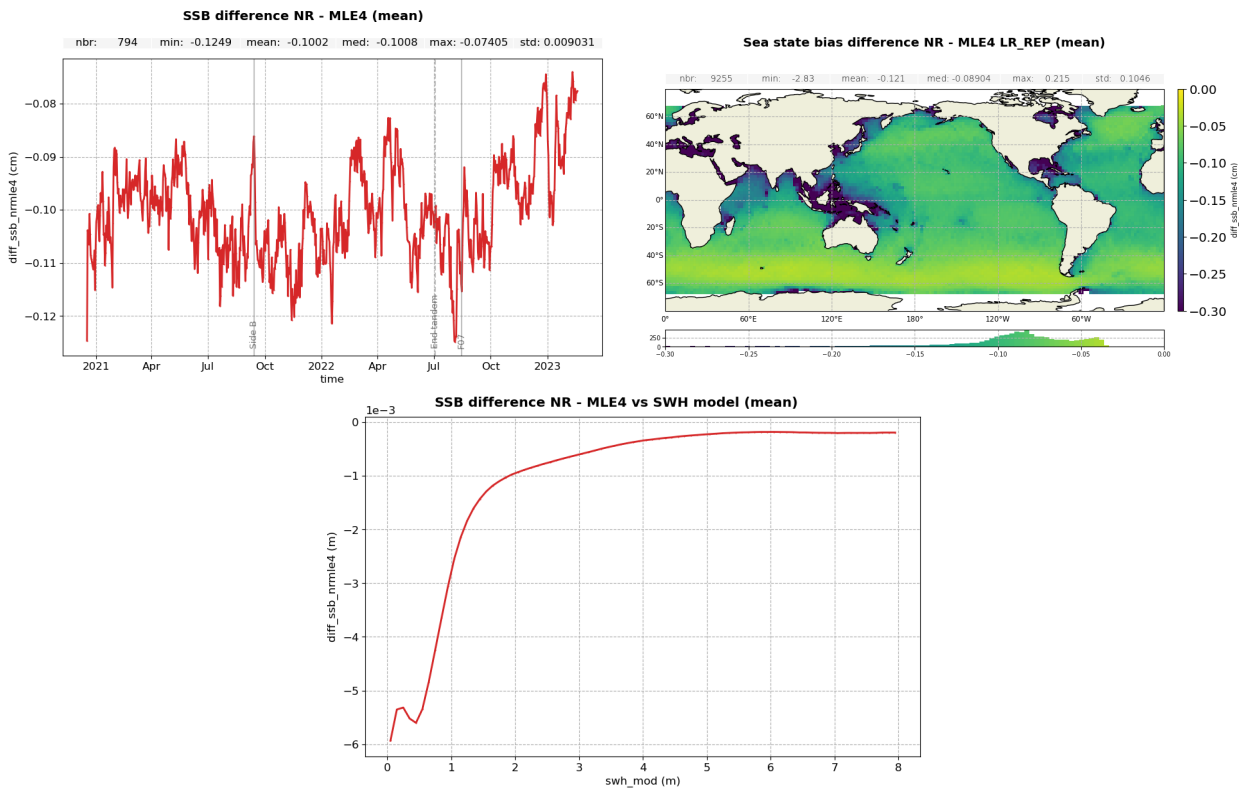 SSB difference NR - MLE4 (mean)
nbr: 794 min: -0.1249 mean: -0.1002 med: -0.1008 max: -0.07405 std: 0.009031
−0.08
−0.09
−0.10
−0.11
−0.12
diff_ssb_nrmle4 (cm)
Side B
End tandem
F07
2021 Apr Jul Oct 2022 Apr Jul Oct 2023
time
Sea state bias difference NR - MLE4 LR_REP (mean)
nbr: 9255 min: -2.83 mean: -0.121 med: -0.08904 max: 0.215 std: 0.1046
60°N
40°N
20°N
0°
20°S
40°S
60°S
0° 60°E 120°E 180° 120°W 60°W
0.00
−0.05
−0.10
−0.15
−0.20
−0.25
−0.30
diff_ssb_nrmle4 (cm)
250
0
−0.30 −0.25 −0.20 −0.15 −0.10 −0.05 0.00
SSB difference NR - MLE4 vs SWH model (mean)
1e−3
0
−1
−2
−3
−4
−5
−6
diff_ssb_nrmle4 (m)
0 1 2 3 4 5 6 7 8
swh_mod (m)